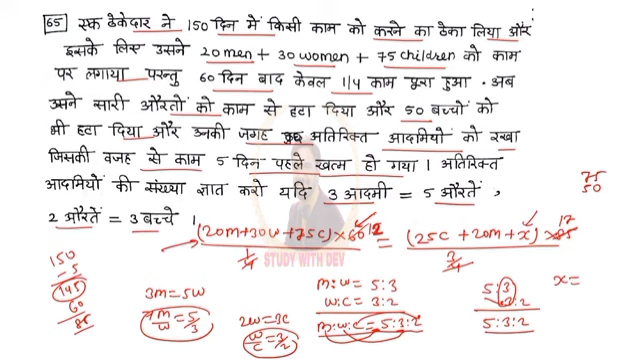 65 एक ठेकेदार ने 150 दिन में किसी काम को करने का ठेका लिया और
इसके लिए उसने 20 men + 30 women + 75 children को काम
पर लगाया परन्तु 60 दिन बाद केवल 1/4 काम पूरा हुआ. अब
उसने सारी औरतों को काम से हटा दिया और 50 बच्चों को
भी हटा दिया और उनकी जगह कुछ अतिरिक्त आदमियों को रखा
जिसकी वजह से काम 5 दिन पहले खत्म हो गया। अतिरिक्त
आदमियों की संख्या ज्ञात करो यदि 3 आदमी = 5 औरतें,
2 औरतें = 3 बच्चे।
75
50
(20M+30W+75C) × 60 12 / 1/4 = (25C + 20M + x) × 85 17 / 3/4
STUDY WITH DEV
150
-5
145
60
85
3M=5W
M/W = 5/3
2W=3C
W/C = 3/2
M:W = 5:3
W:C = 3:2
M:W:C = 5:3:2
5:3
3:2
5:3:2
x=